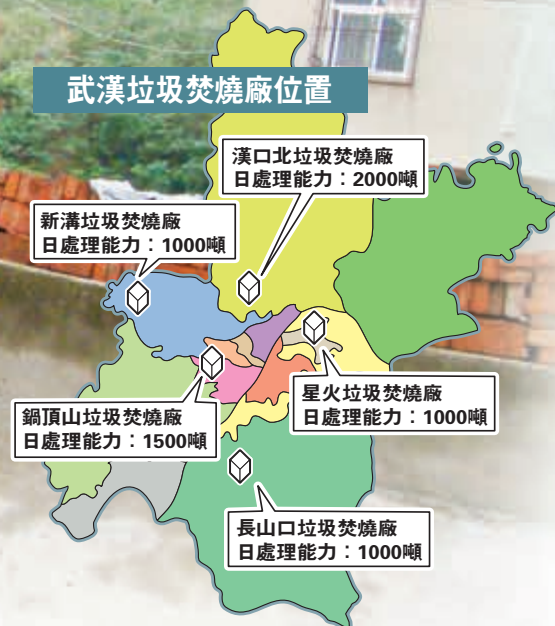 武漢垃圾焚燒廠位置
漢口北垃圾焚燒廠
日處理能力：2000噸
新溝垃圾焚燒廠
日處理能力：1000噸
星火垃圾焚燒廠
日處理能力：1000噸
鍋頂山垃圾焚燒廠
日處理能力：1500噸
長山口垃圾焚燒廠
日處理能力：1000噸